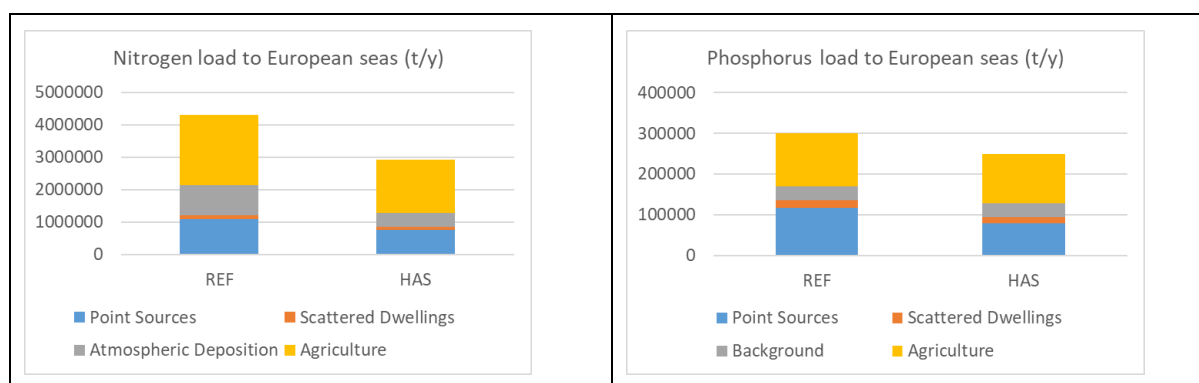 Nitrogen load to European seas (t/y)
5000000
4000000
3000000
2000000
1000000
0
REF HAS
Point Sources Scattered Dwellings
Atmospheric Deposition Agriculture
Phosphorus load to European seas (t/y)
400000
300000
200000
100000
0
REF HAS
Point Sources Scattered Dwellings
Background Agriculture